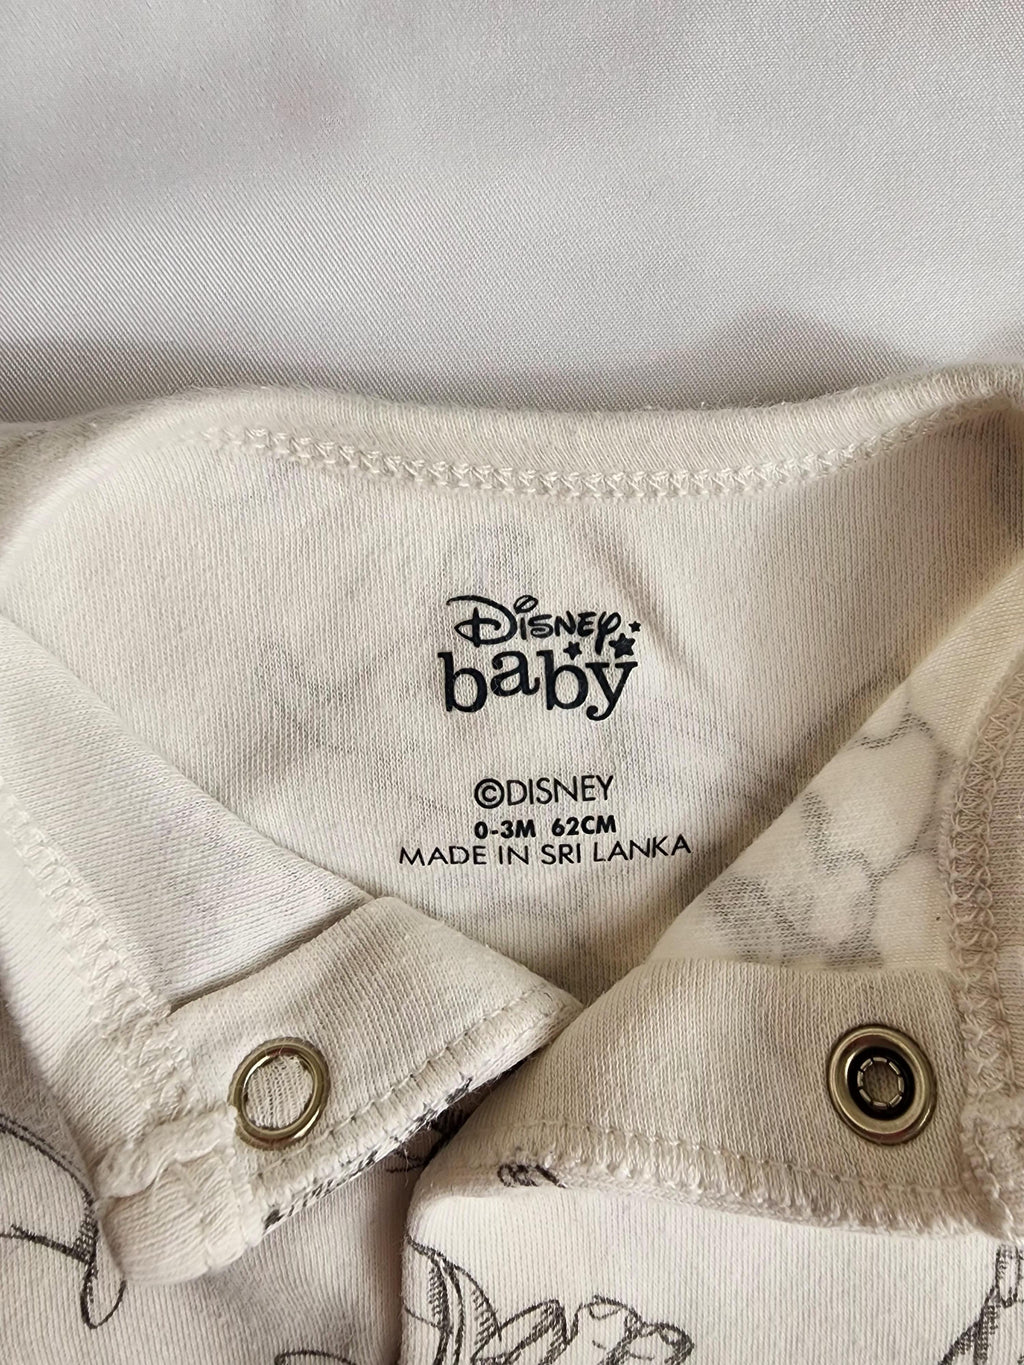 Disney
baby
©DISNEY
0-3M 62CM
MADE IN SRI LANKA